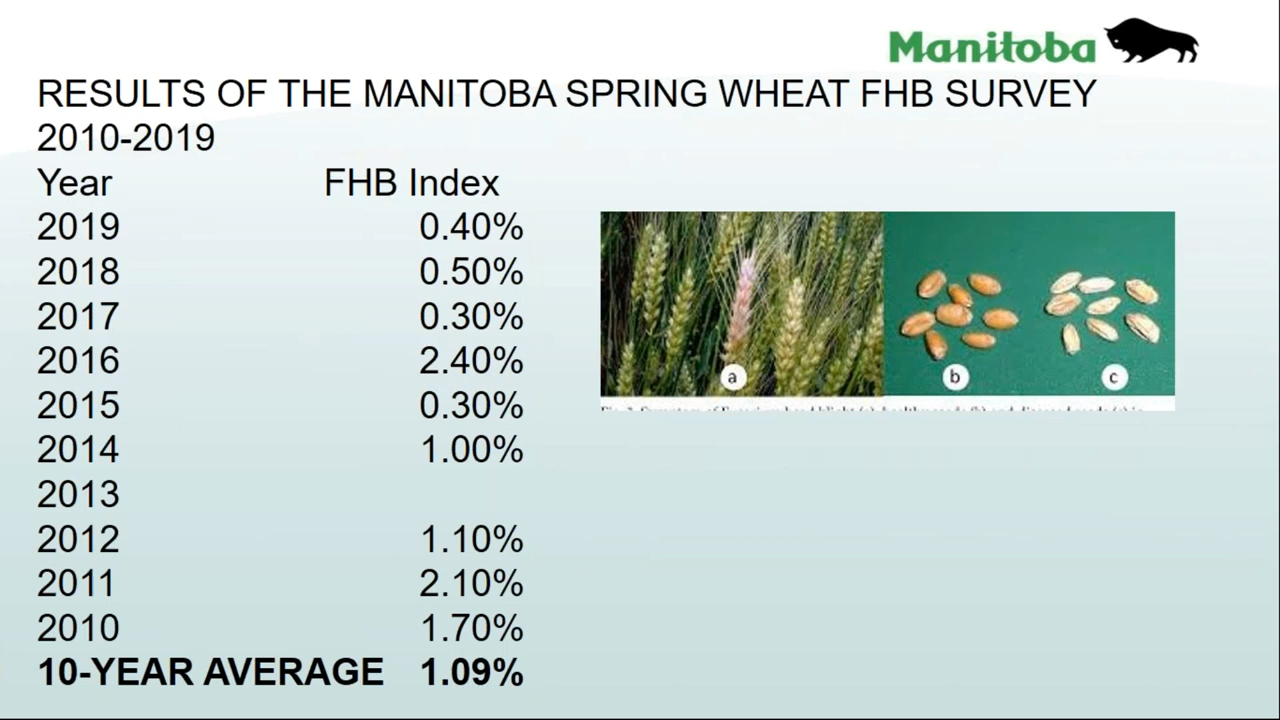 Manitoba
RESULTS OF THE MANITOBA SPRING WHEAT FHB SURVEY
2010-2019
Year FHB Index
2019 0.40%
2018 0.50%
2017 0.30%
2016 2.40%
2015 0.30%
2014 1.00%
2013
2012 1.10%
2011 2.10%
2010 1.70%
10-YEAR AVERAGE 1.09%
a b c